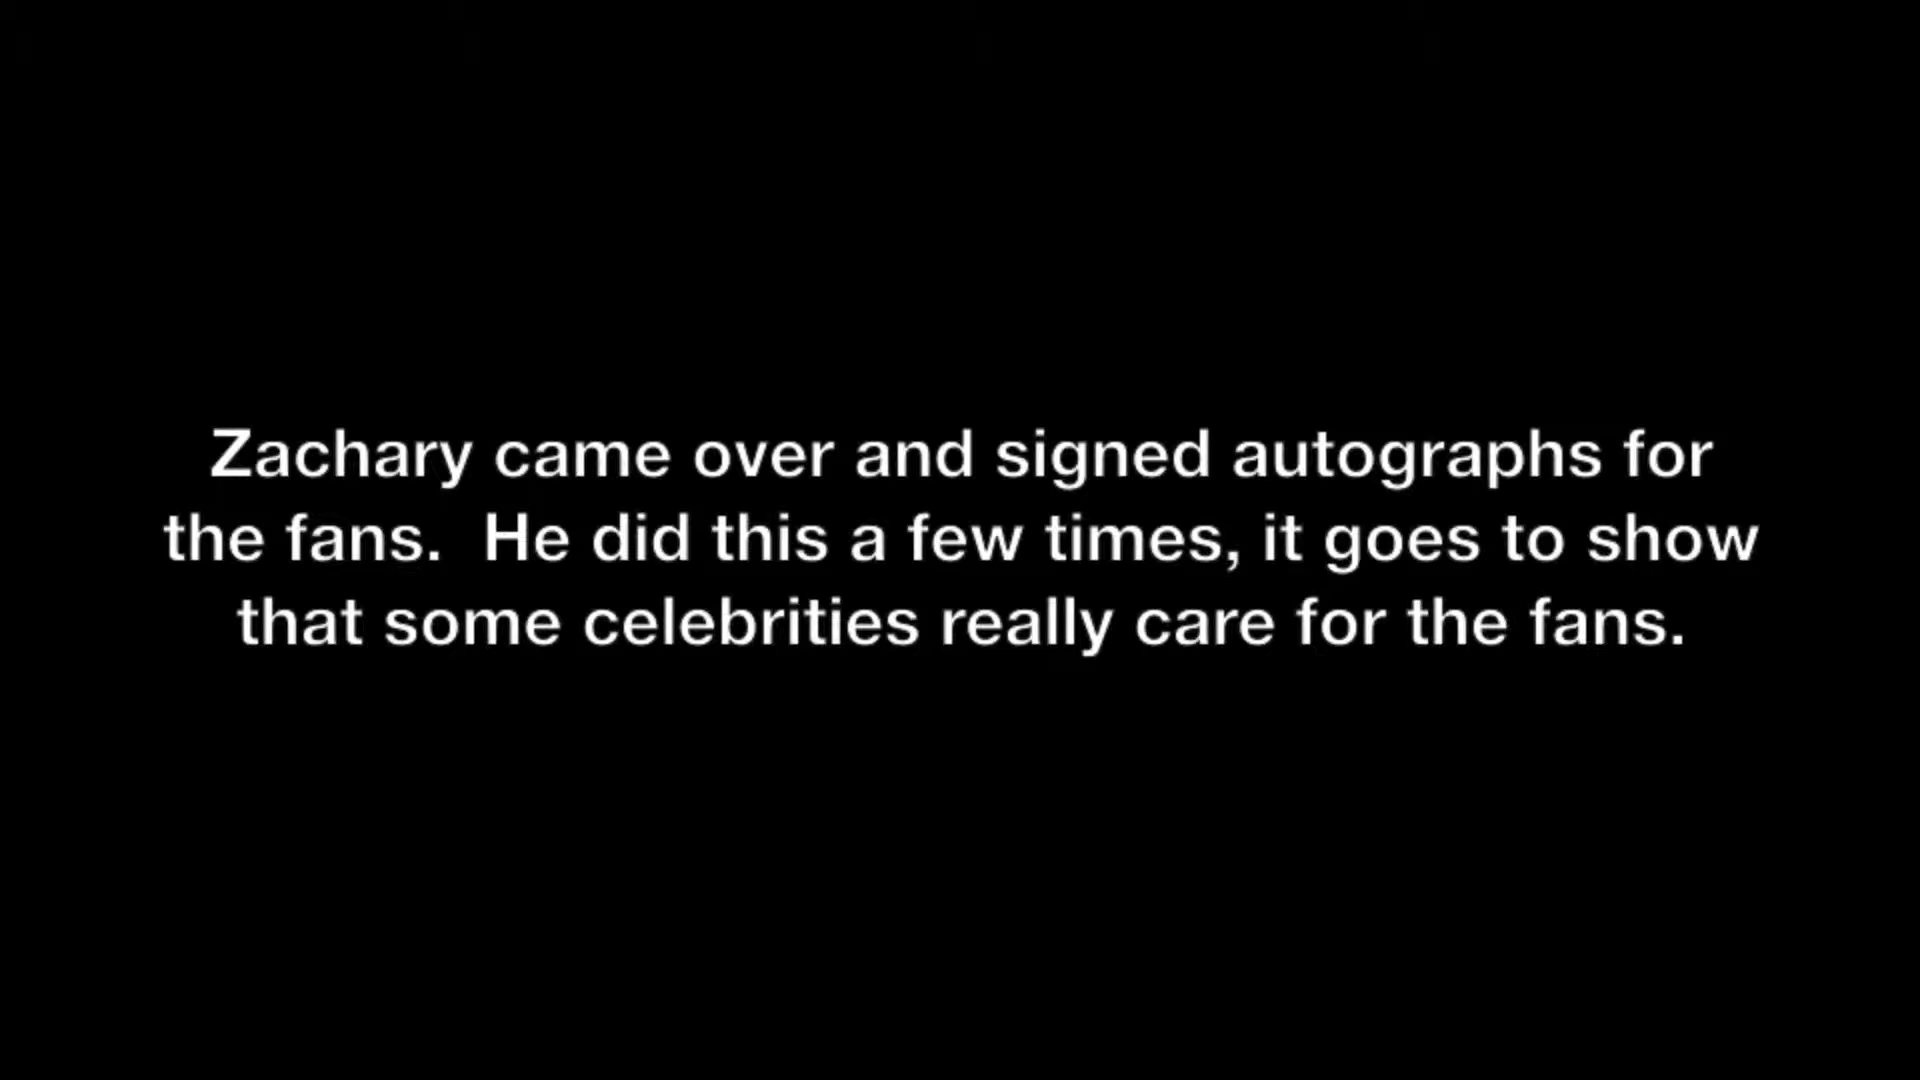 Zachary came over and signed autographs for
the fans.  He did this a few times, it goes to show
that some celebrities really care for the fans.